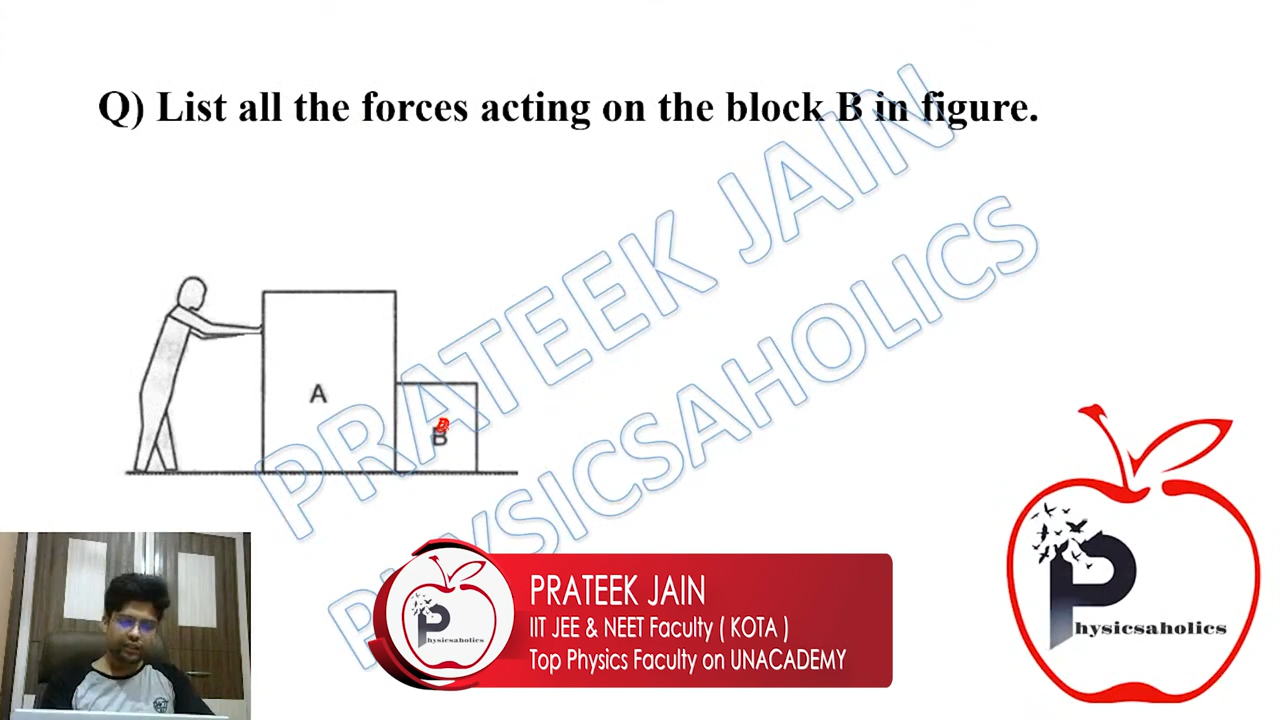 Q) List all the forces acting on the block B in figure.
PRATEEK JAIN
PHYSICSAHOLICS
A
B
B
PRATEEK JAIN
IIT JEE & NEET Faculty ( KOTA )
Top Physics Faculty on UNACADEMY
Physicsaholics
Physicsaholics